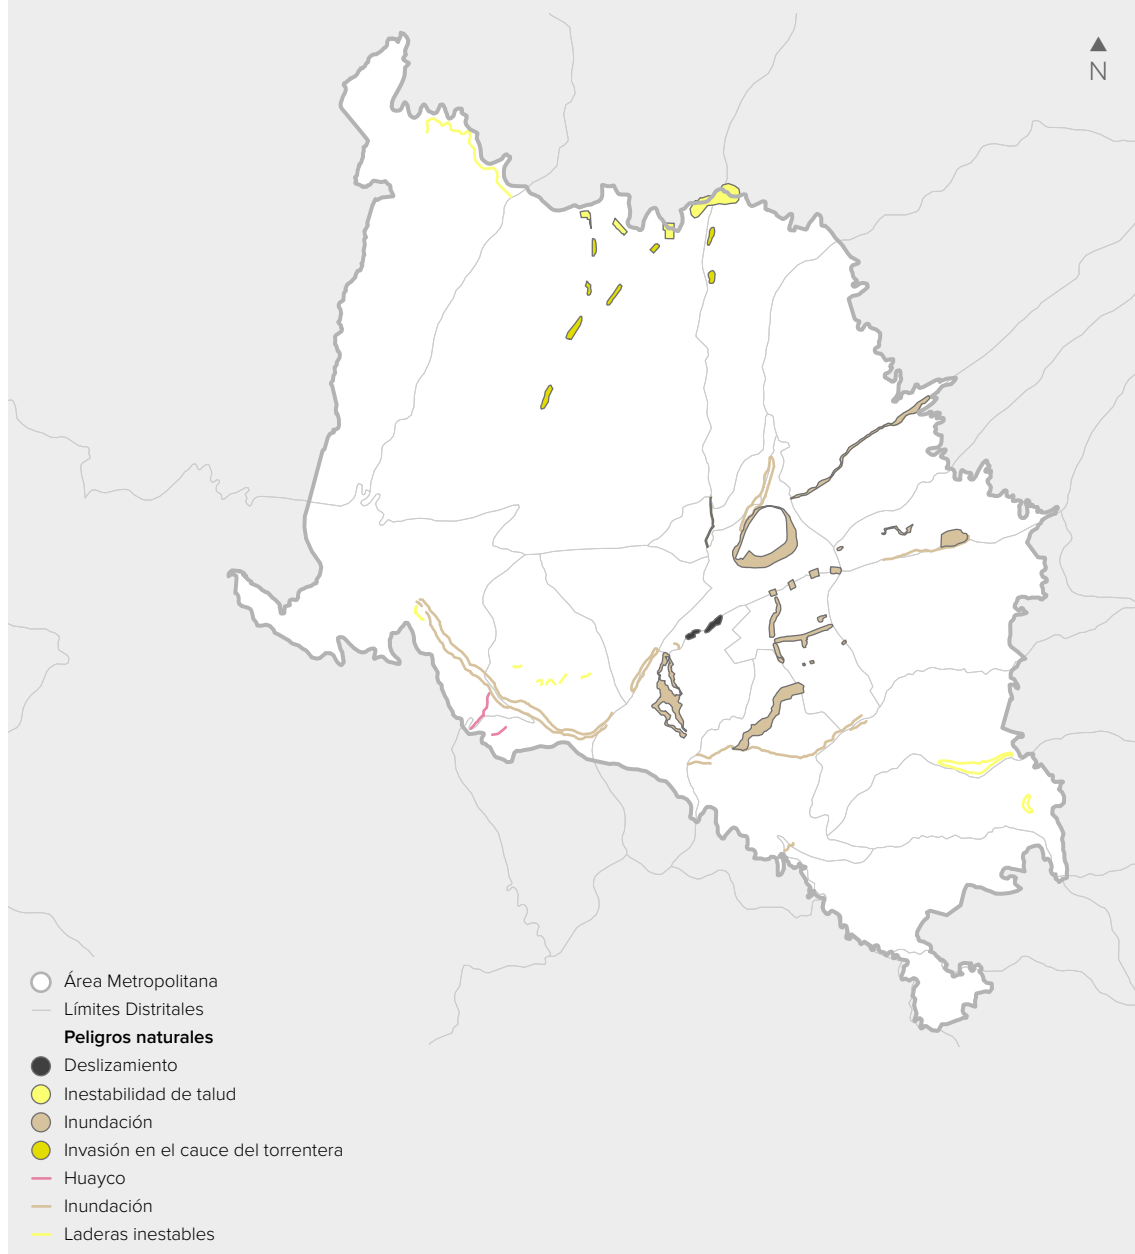 N
Área Metropolitana
Límites Distritales
Peligros naturales
Deslizamiento
Inestabilidad de talud
Inundación
Invasión en el cauce del torrentera
Huayco
Inundación
Laderas inestables